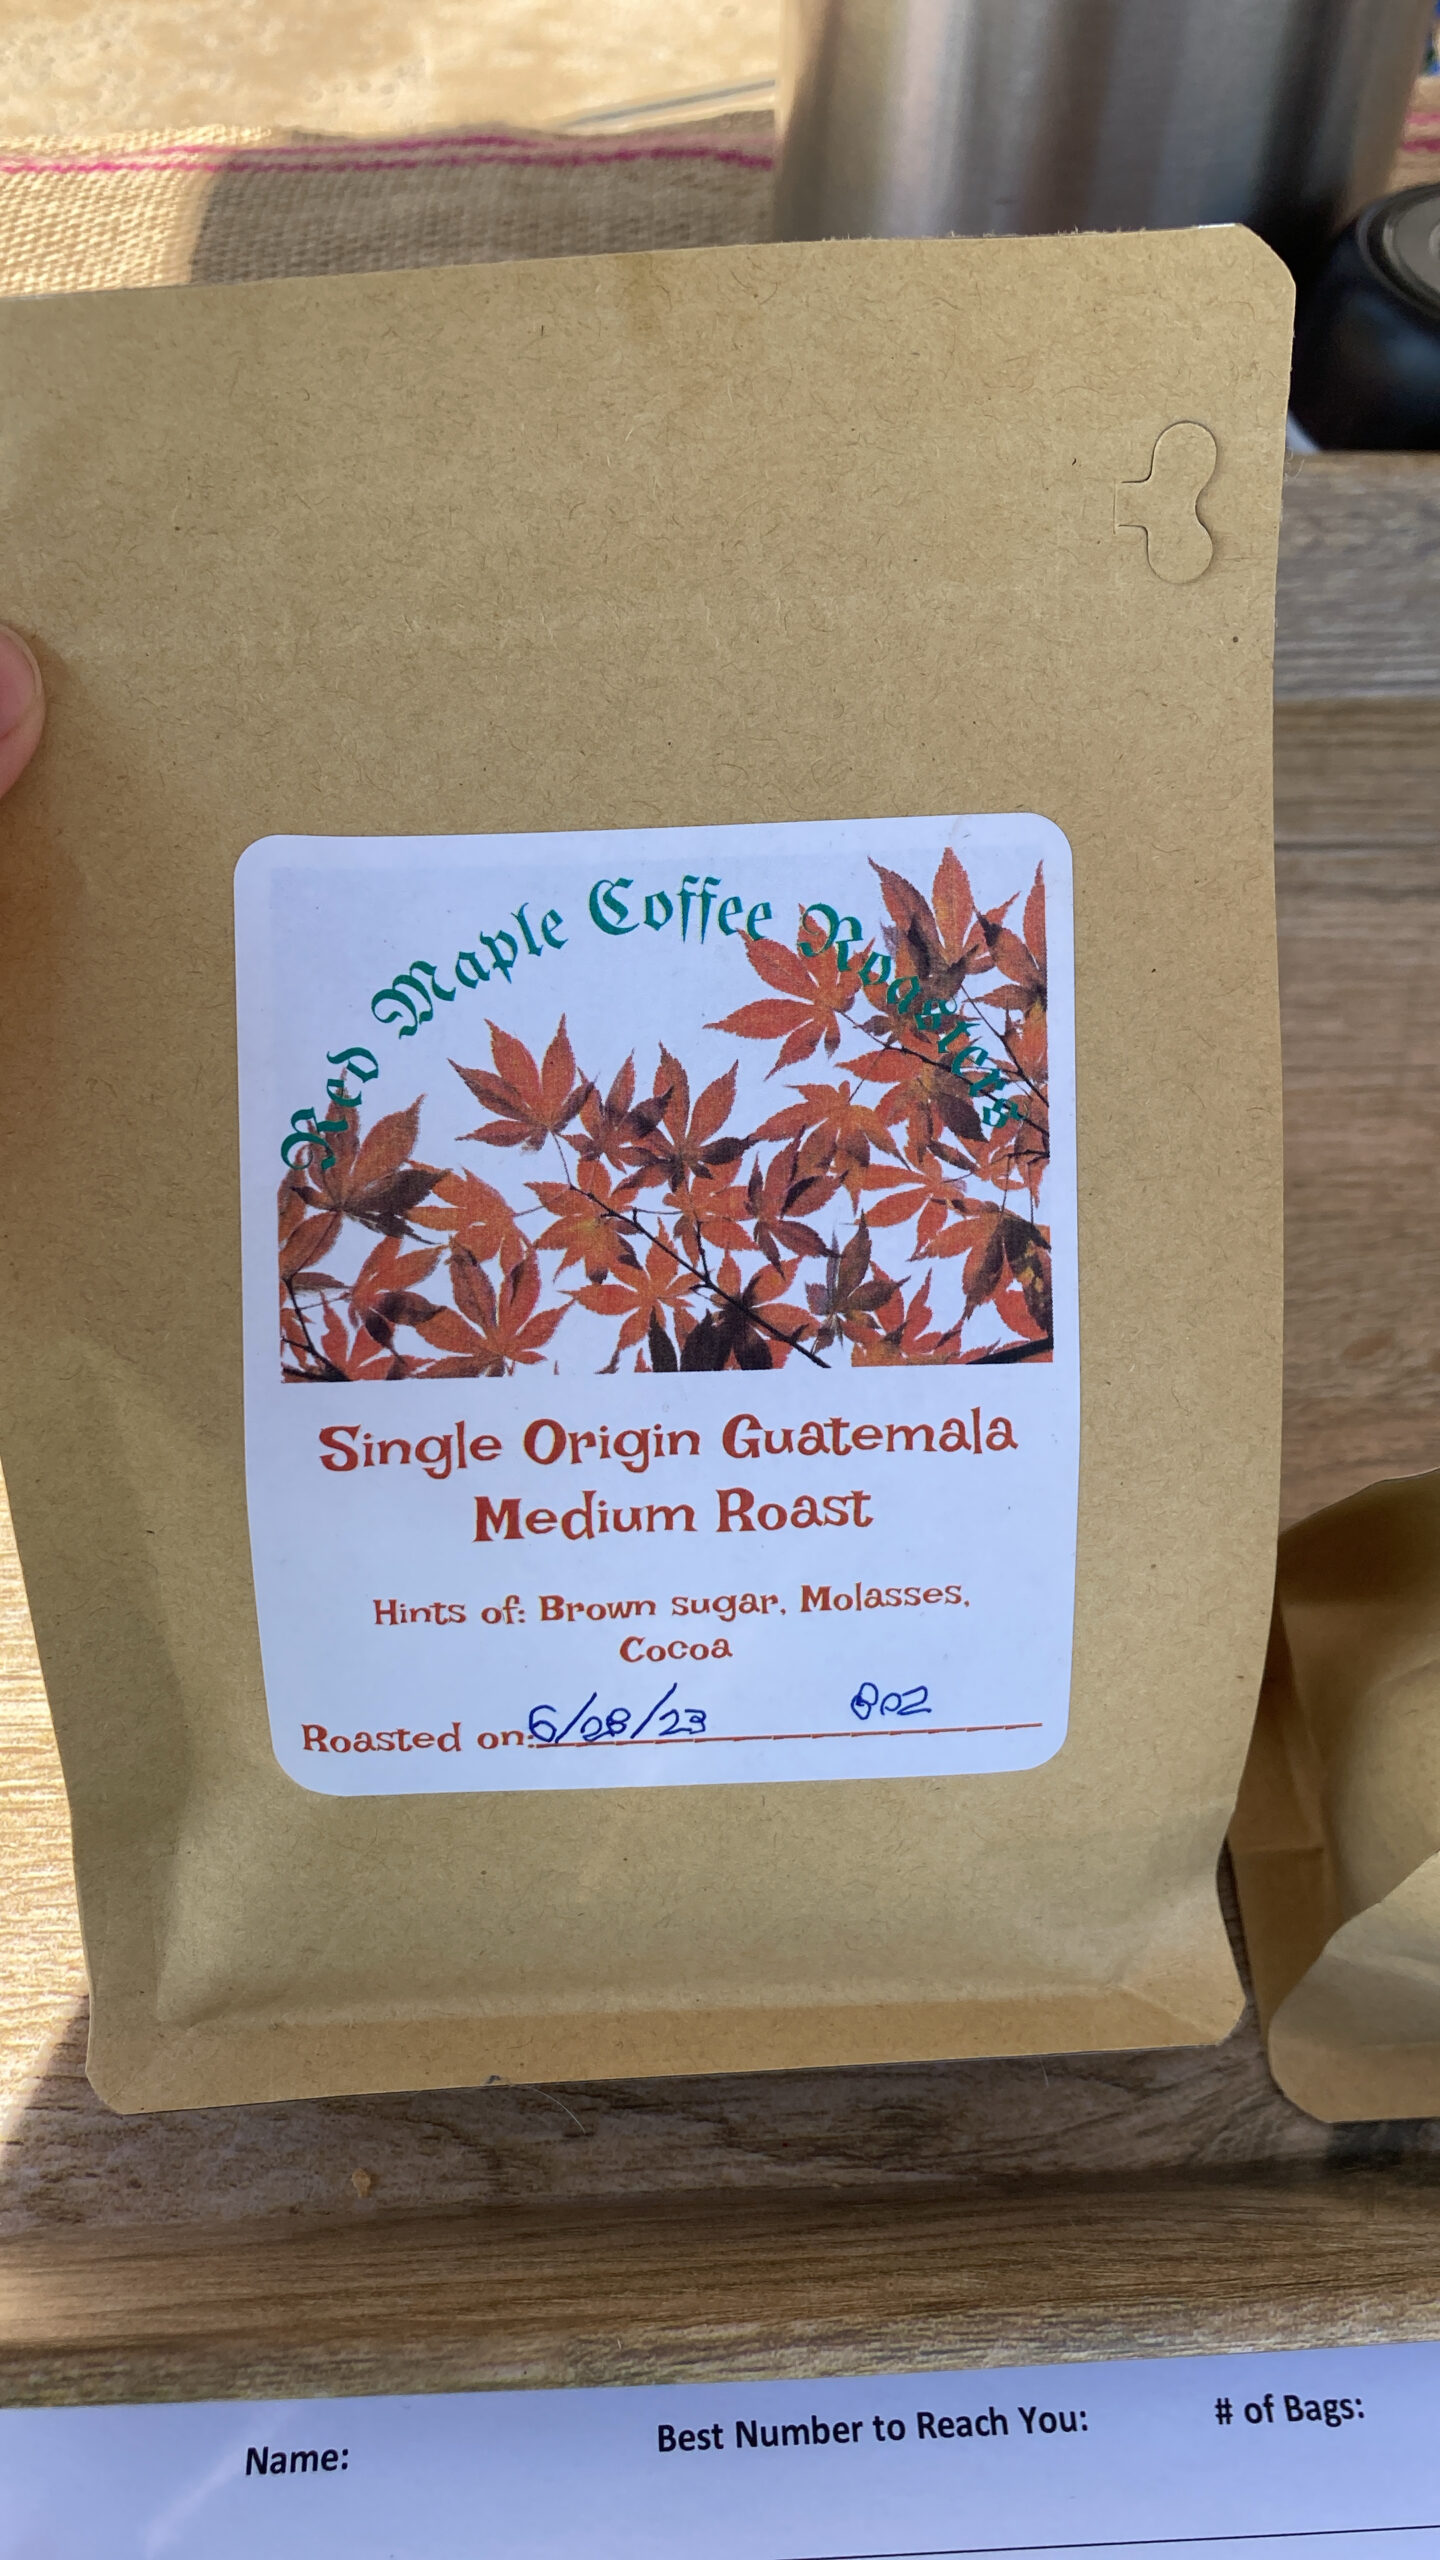 Red Maple Coffee Roasters
Single Origin Guatemala
Medium Roast
Hints of: Brown sugar, Molasses,
Cocoa
Roasted on: 6/08/23 8oz
Name: Best Number to Reach You: # of Bags: